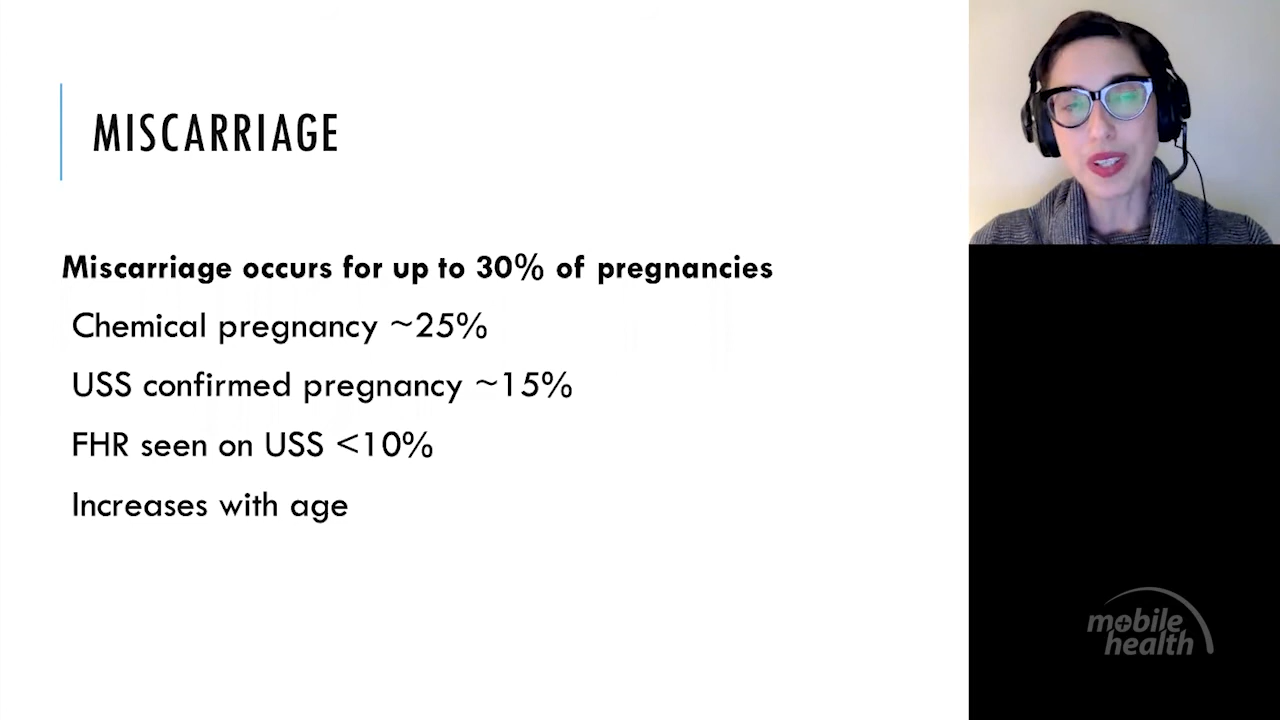 MISCARRIAGE
Miscarriage occurs for up to 30% of pregnancies
Chemical pregnancy ~25%
USS confirmed pregnancy ~15%
FHR seen on USS <10%
Increases with age
mobile
health